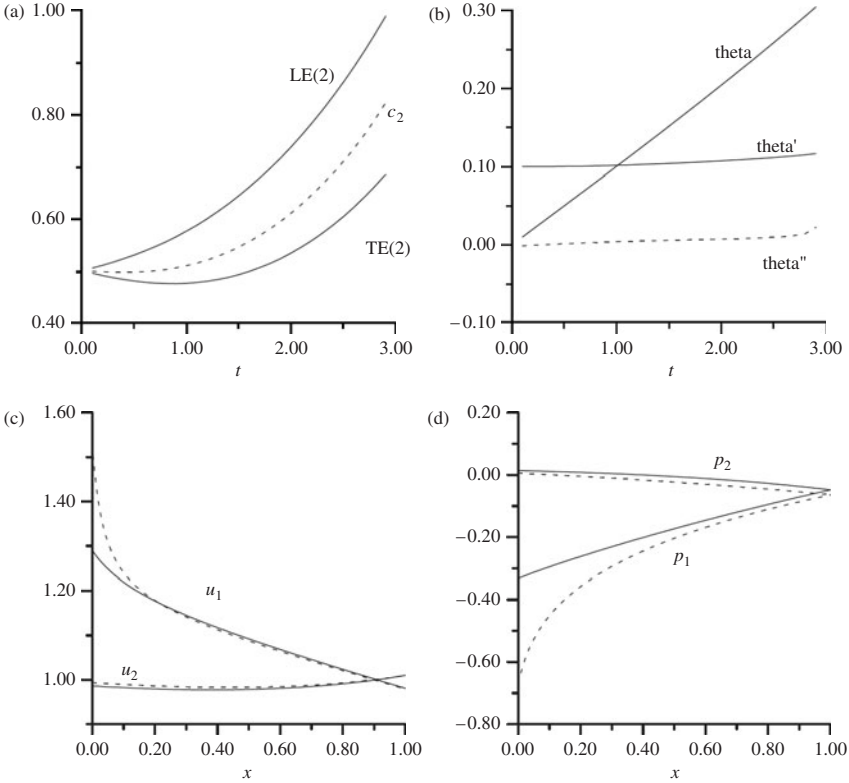 (a)
1.00
0.80
0.60
0.40
0.00 1.00 2.00 3.00
t
LE(2)
c2
TE(2)
(b)
0.30
0.20
0.10
0.00
−0.10
0.00 1.00 2.00 3.00
t
theta
theta'
theta"
(c)
1.60
1.40
1.20
1.00
0.00 0.20 0.40 0.60 0.80 1.00
x
u1
u2
(d)
0.20
0.00
−0.20
−0.40
−0.60
−0.80
0.00 0.20 0.40 0.60 0.80 1.00
x
p2
p1